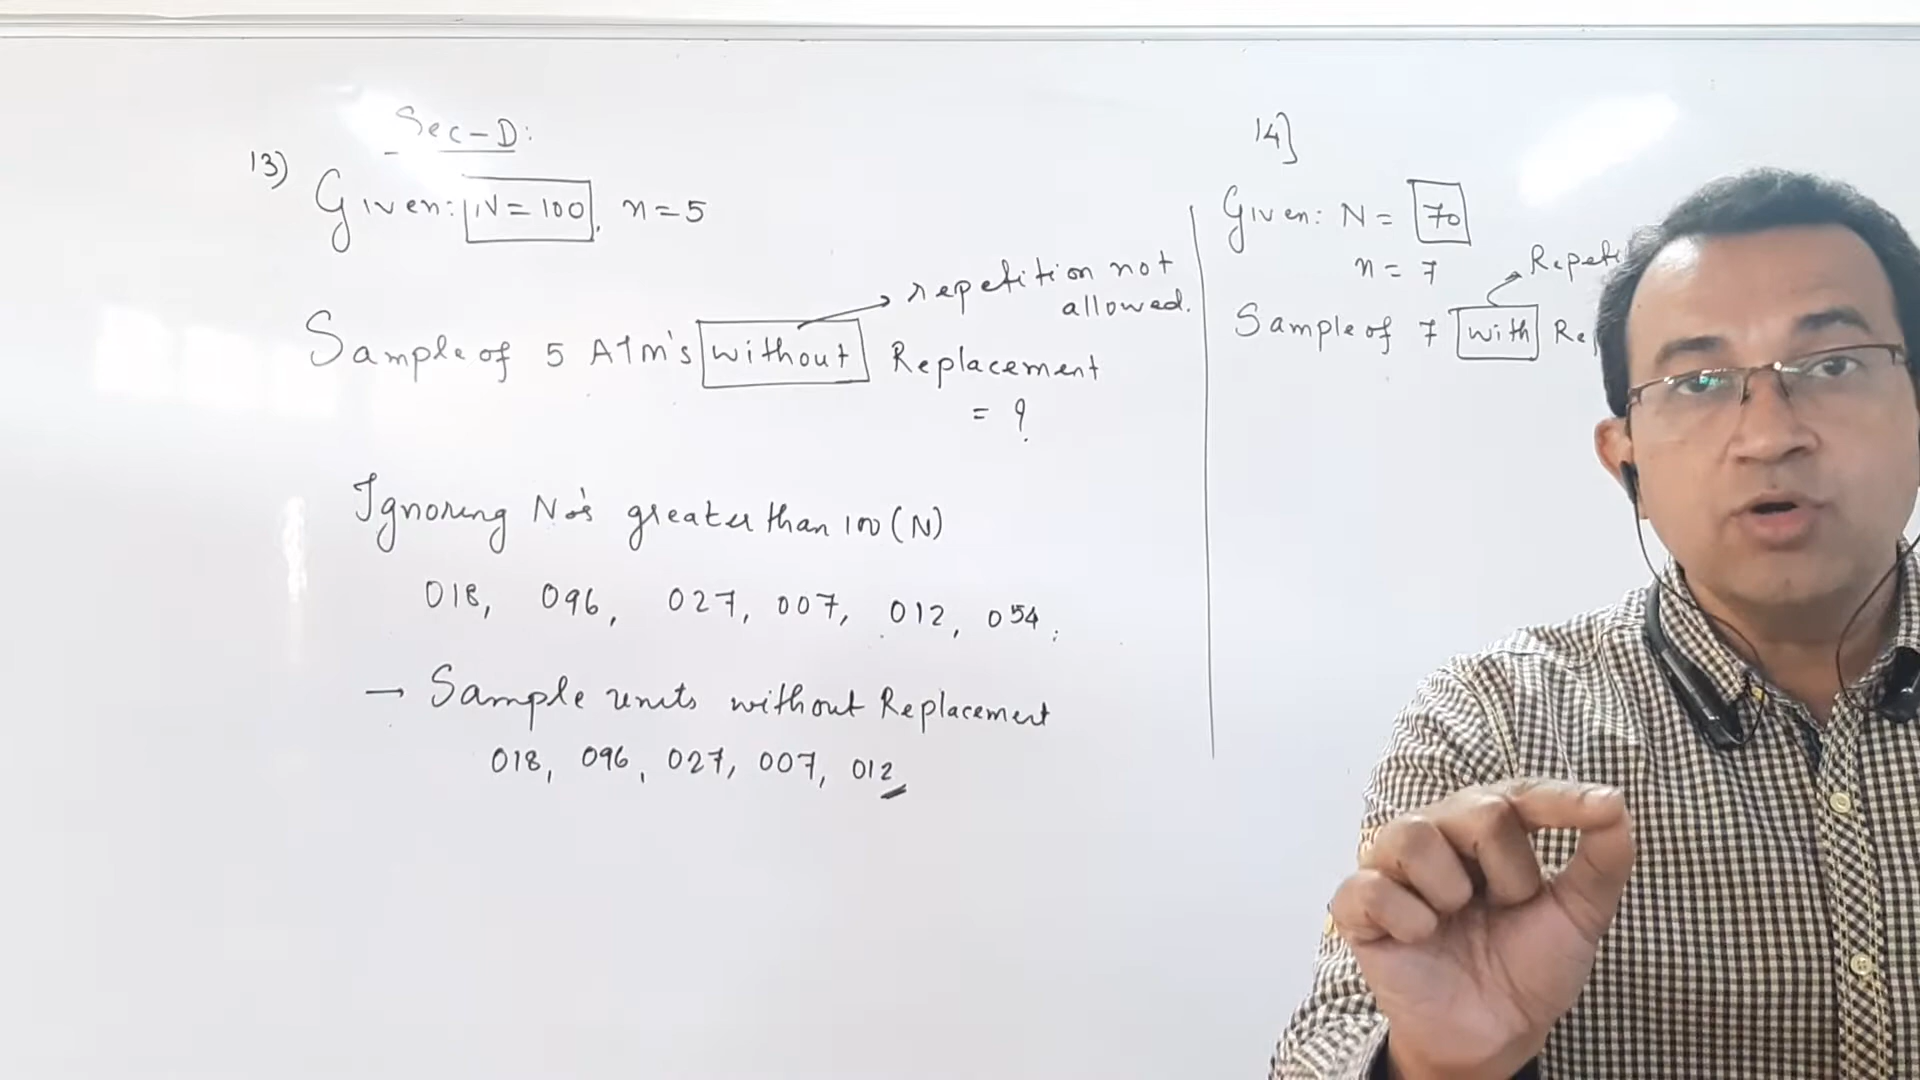 Sec-D:
13)
Given: N = 100, n = 5
repetition not
allowed.
Sample of 5 ATM's without Replacement
= ?
Ignoring No's greater than 100 (N)
018, 096, 027, 007, 012, 054,
→ Sample units without Replacement
018, 096, 027, 007, 012
14]
Given: N = 70
n = 7
Sample of 7 with